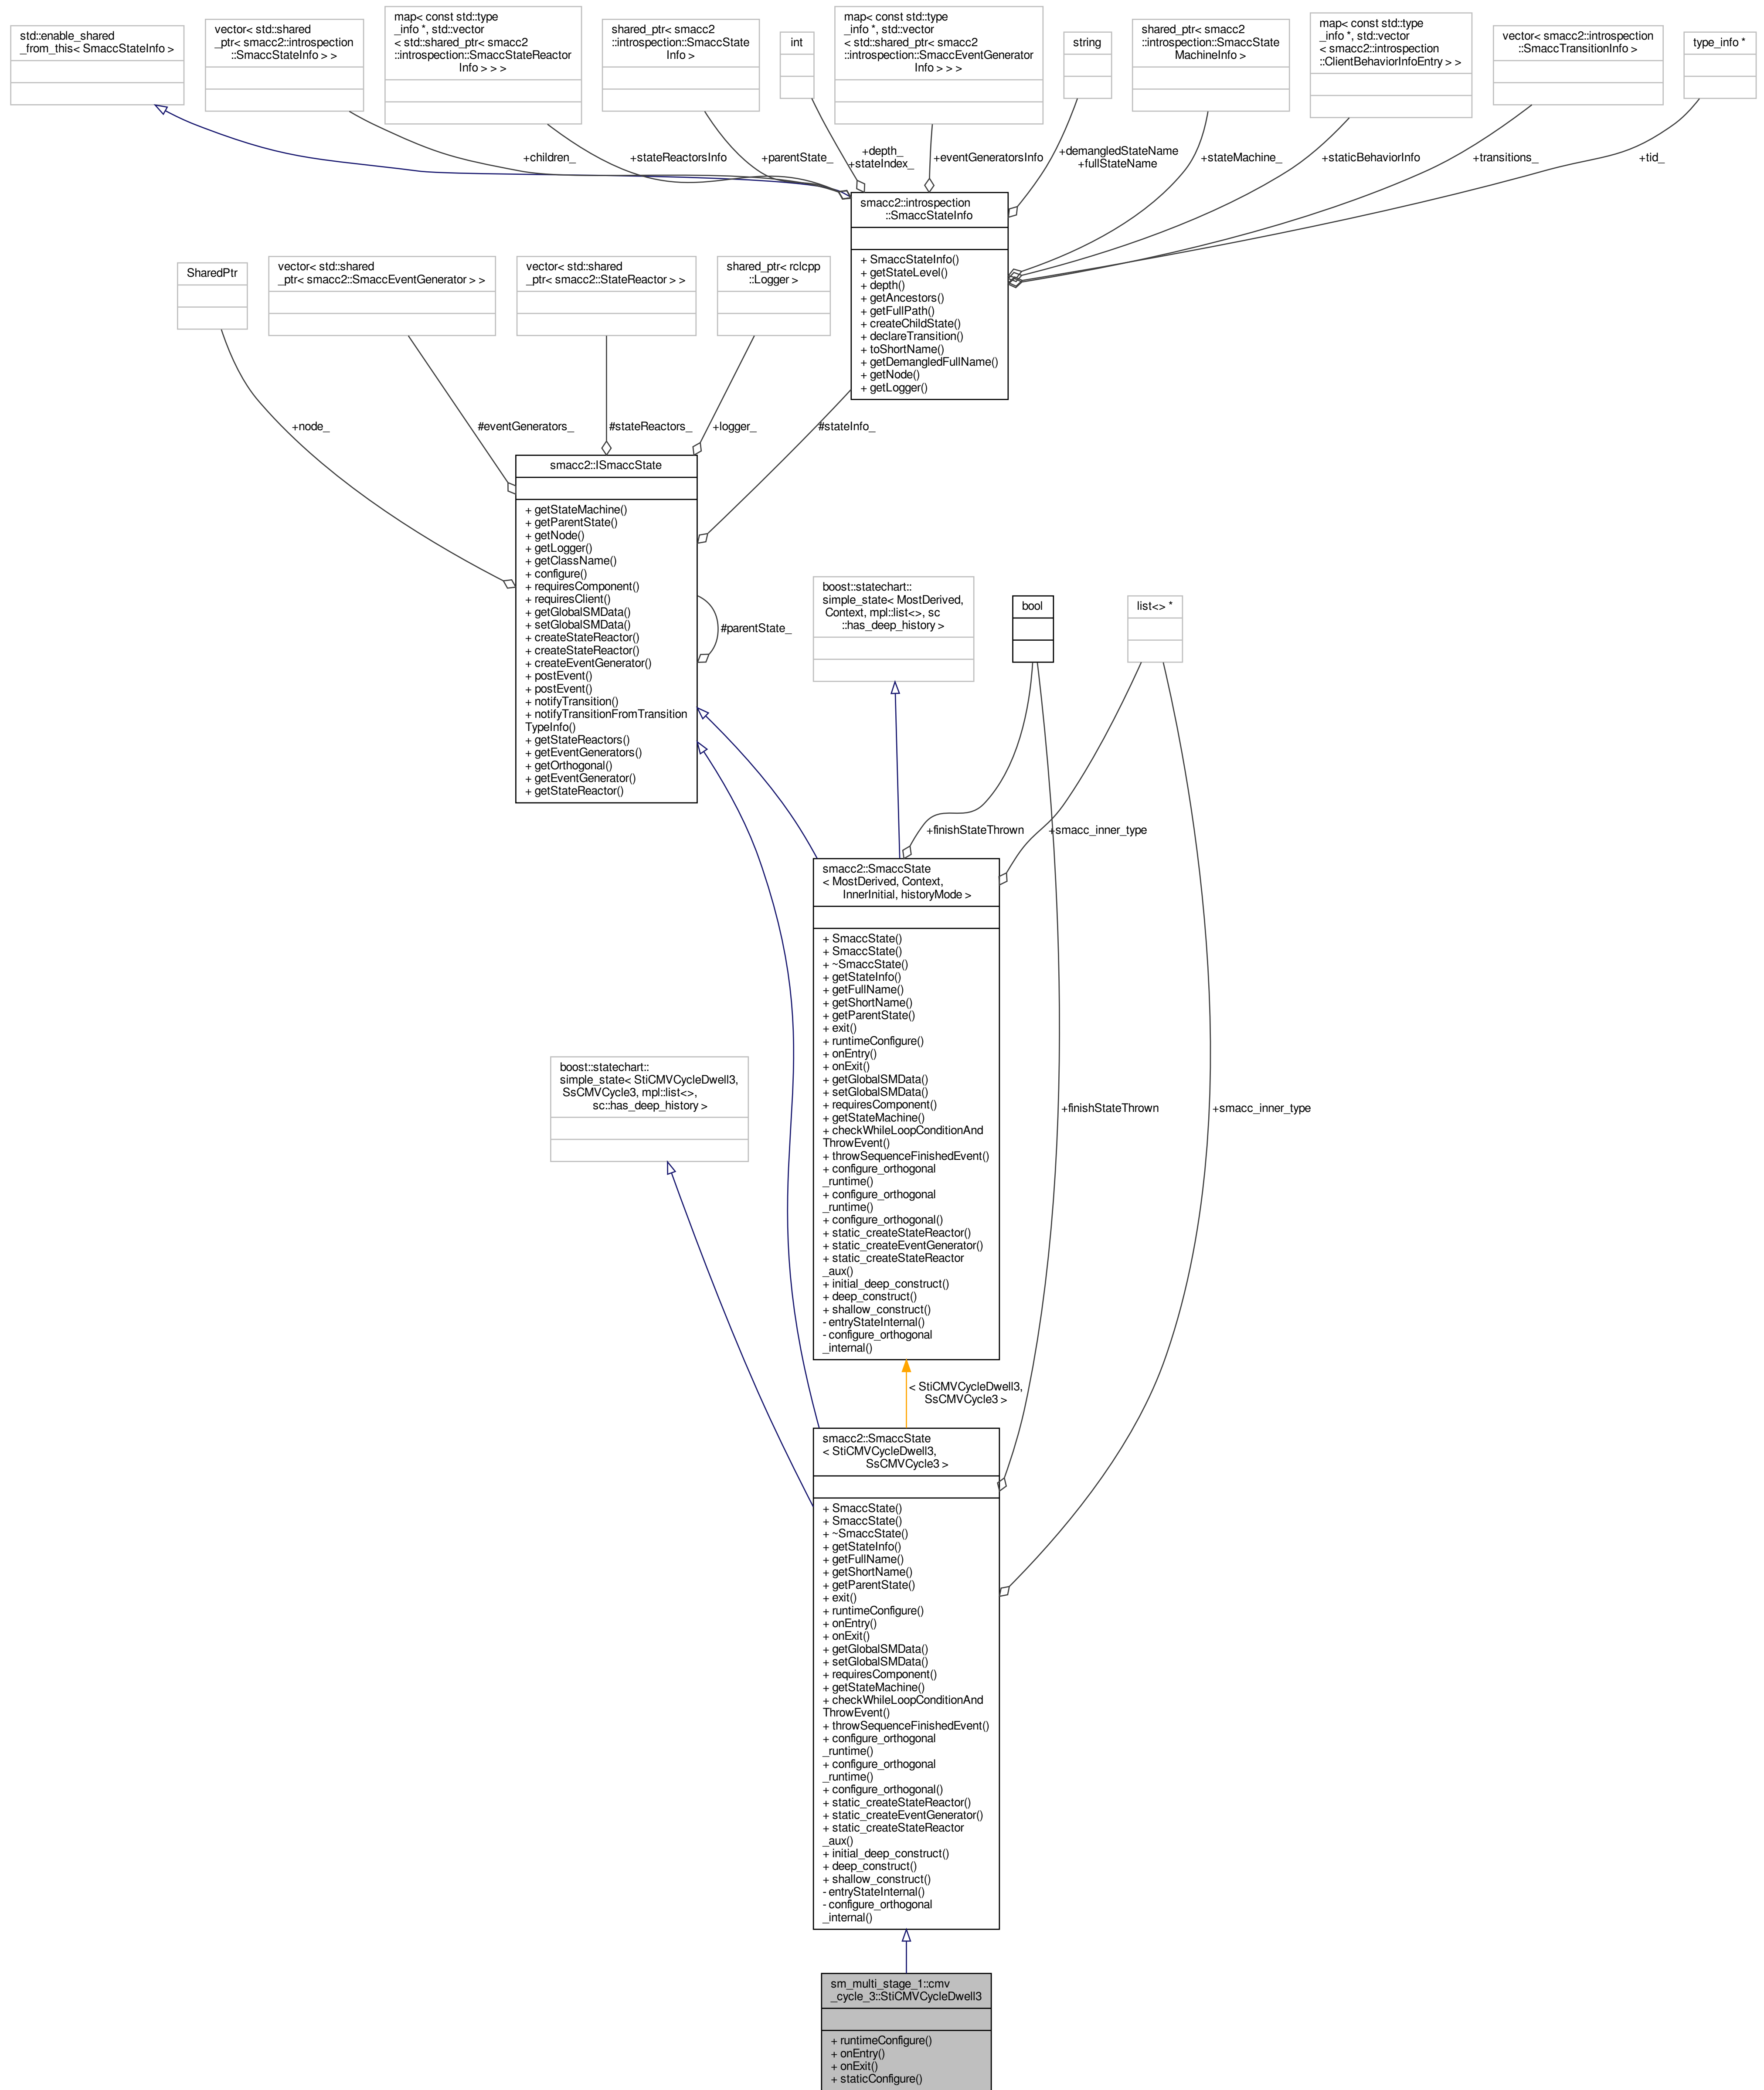 std::enable_shared
_from_this< SmaccStateInfo >
vector< std::shared
_ptr< smacc2::introspection
::SmaccStateInfo > >
map< const std::type
_info *, std::vector
< std::shared_ptr< smacc2
::introspection::SmaccStateReactor
Info > > >
shared_ptr< smacc2
::introspection::SmaccState
Info >
int
map< const std::type
_info *, std::vector
< std::shared_ptr< smacc2
::introspection::SmaccEventGenerator
Info > > >
string
shared_ptr< smacc2
::introspection::SmaccState
MachineInfo >
map< const std::type
_info *, std::vector
< smacc2::introspection
::ClientBehaviorInfoEntry > >
vector< smacc2::introspection
::SmaccTransitionInfo >
type_info *
+children_
+stateReactorsInfo
+parentState_
+depth_
+stateIndex_
+eventGeneratorsInfo
+demangledStateName
+fullStateName
+stateMachine_
+staticBehaviorInfo
+transitions_
+tid_
smacc2::introspection
::SmaccStateInfo
+ SmaccStateInfo()
+ getStateLevel()
+ depth()
+ getAncestors()
+ getFullPath()
+ createChildState()
+ declareTransition()
+ toShortName()
+ getDemangledFullName()
+ getNode()
+ getLogger()
SharedPtr
vector< std::shared
_ptr< smacc2::SmaccEventGenerator > >
vector< std::shared
_ptr< smacc2::StateReactor > >
shared_ptr< rclcpp
::Logger >
+node_
#eventGenerators_
#stateReactors_
+logger_
#stateInfo_
smacc2::ISmaccState
+ getStateMachine()
+ getParentState()
+ getNode()
+ getLogger()
+ getClassName()
+ configure()
+ requiresComponent()
+ requiresClient()
+ getGlobalSMData()
+ setGlobalSMData()
+ createStateReactor()
+ createStateReactor()
+ createEventGenerator()
+ postEvent()
+ postEvent()
+ notifyTransition()
+ notifyTransitionFromTransition
TypeInfo()
+ getStateReactors()
+ getEventGenerators()
+ getOrthogonal()
+ getEventGenerator()
+ getStateReactor()
#parentState_
boost::statechart::
simple_state< MostDerived,
Context, mpl::list<>, sc
::has_deep_history >
bool
list<> *
+finishStateThrown
+smacc_inner_type
smacc2::SmaccState
< MostDerived, Context,
InnerInitial, historyMode >
+ SmaccState()
+ SmaccState()
+ ~SmaccState()
+ getStateInfo()
+ getFullName()
+ getShortName()
+ getParentState()
+ exit()
+ runtimeConfigure()
+ onEntry()
+ onExit()
+ getGlobalSMData()
+ setGlobalSMData()
+ requiresComponent()
+ getStateMachine()
+ checkWhileLoopConditionAnd
ThrowEvent()
+ throwSequenceFinishedEvent()
+ configure_orthogonal
_runtime()
+ configure_orthogonal
_runtime()
+ configure_orthogonal()
+ static_createStateReactor()
+ static_createEventGenerator()
+ static_createStateReactor
_aux()
+ initial_deep_construct()
+ deep_construct()
+ shallow_construct()
- entryStateInternal()
- configure_orthogonal
_internal()
boost::statechart::
simple_state< StiCMVCycleDwell3,
SsCMVCycle3, mpl::list<>,
sc::has_deep_history >
+finishStateThrown
+smacc_inner_type
< StiCMVCycleDwell3,
SsCMVCycle3 >
smacc2::SmaccState
< StiCMVCycleDwell3,
SsCMVCycle3 >
+ SmaccState()
+ SmaccState()
+ ~SmaccState()
+ getStateInfo()
+ getFullName()
+ getShortName()
+ getParentState()
+ exit()
+ runtimeConfigure()
+ onEntry()
+ onExit()
+ getGlobalSMData()
+ setGlobalSMData()
+ requiresComponent()
+ getStateMachine()
+ checkWhileLoopConditionAnd
ThrowEvent()
+ throwSequenceFinishedEvent()
+ configure_orthogonal
_runtime()
+ configure_orthogonal
_runtime()
+ configure_orthogonal()
+ static_createStateReactor()
+ static_createEventGenerator()
+ static_createStateReactor
_aux()
+ initial_deep_construct()
+ deep_construct()
+ shallow_construct()
- entryStateInternal()
- configure_orthogonal
_internal()
sm_multi_stage_1::cmv
_cycle_3::StiCMVCycleDwell3
+ runtimeConfigure()
+ onEntry()
+ onExit()
+ staticConfigure()